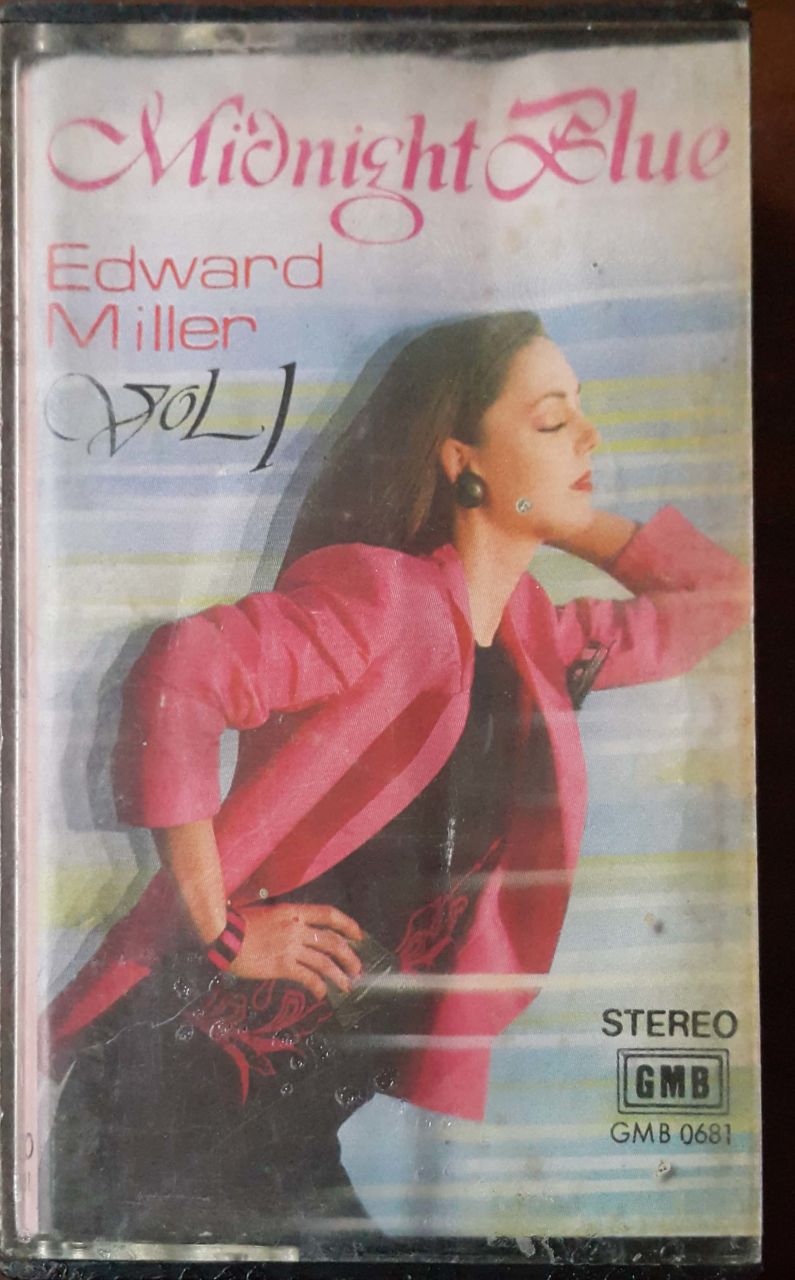 Midnight Blue
Edward
Miller
VOL 1
STEREO
GMB
GMB 0681